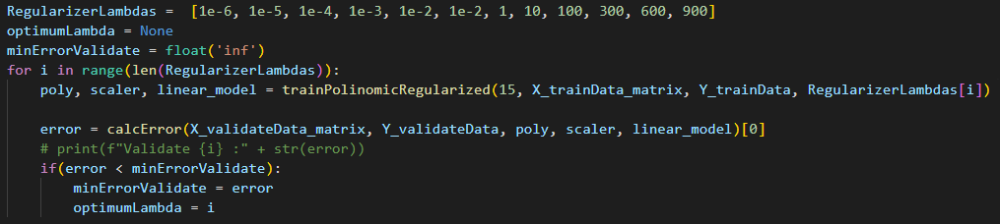 RegularizerLambdas =  [1e-6, 1e-5, 1e-4, 1e-3, 1e-2, 1e-2, 1, 10, 100, 300, 600, 900]
optimumLambda = None
minErrorValidate = float('inf')
for i in range(len(RegularizerLambdas)):
    poly, scaler, linear_model = trainPolinomicRegularized(15, X_trainData_matrix, Y_trainData, RegularizerLambdas[i])
    error = calcError(X_validateData_matrix, Y_validateData, poly, scaler, linear_model)[0]
    # print(f"Validate {i} :" + str(error))
    if(error < minErrorValidate):
        minErrorValidate = error
        optimumLambda = i